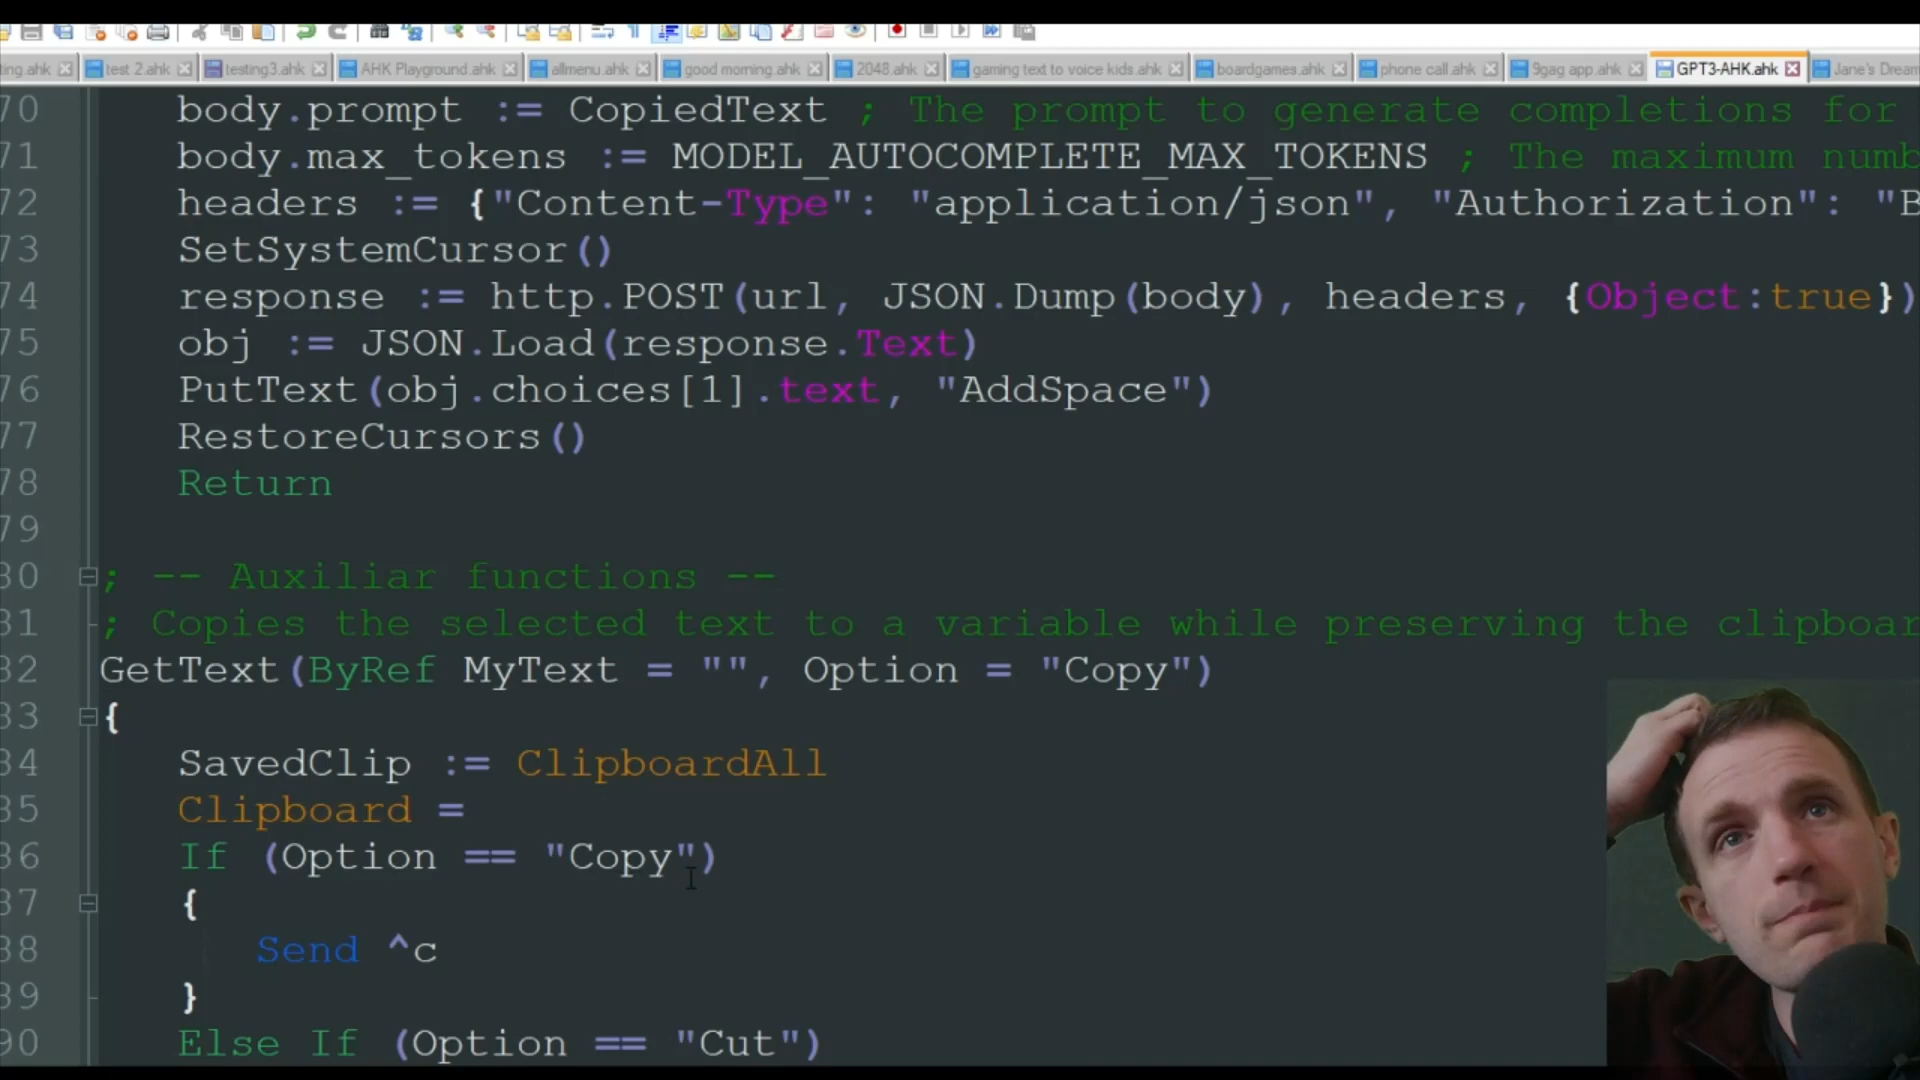 ting.ahk test 2.ahk testing3.ahk AHK Playground.ahk allmenu.ahk good morning.ahk 2048.ahk gaming text to voice kids.ahk boardgames.ahk phone call.ahk 9gag app.ahk GPT3-AHK.ahk Jane's Dream
70 body.prompt := CopiedText ; The prompt to generate completions for
71 body.max_tokens := MODEL_AUTOCOMPLETE_MAX_TOKENS ; The maximum numb
72 headers := {"Content-Type": "application/json", "Authorization": "B
73 SetSystemCursor()
74 response := http.POST(url, JSON.Dump(body), headers, {Object:true})
75 obj := JSON.Load(response.Text)
76 PutText(obj.choices[1].text, "AddSpace")
77 RestoreCursors()
78 Return
79
80 ; -- Auxiliar functions --
81 ; Copies the selected text to a variable while preserving the clipboar
82 GetText(ByRef MyText = "", Option = "Copy")
83 {
84 SavedClip := ClipboardAll
85 Clipboard =
86 If (Option == "Copy")
87 {
88 Send ^c
89 }
90 Else If (Option == "Cut")